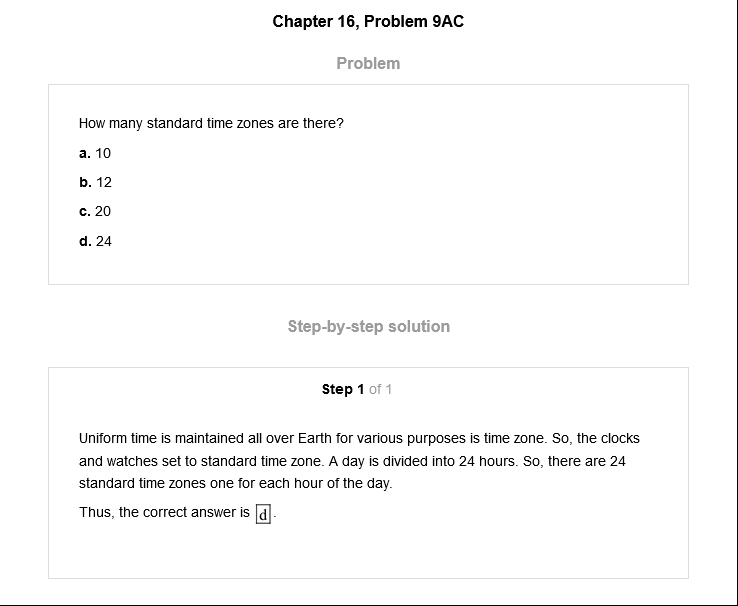 Chapter 16, Problem 9AC
Problem
How many standard time zones are there?
a. 10
b. 12
c. 20
d. 24
Step-by-step solution
Step 1 of 1
Uniform time is maintained all over Earth for various purposes is time zone. So, the clocks
and watches set to standard time zone. A day is divided into 24 hours. So, there are 24
standard time zones one for each hour of the day.
Thus, the correct answer is d.